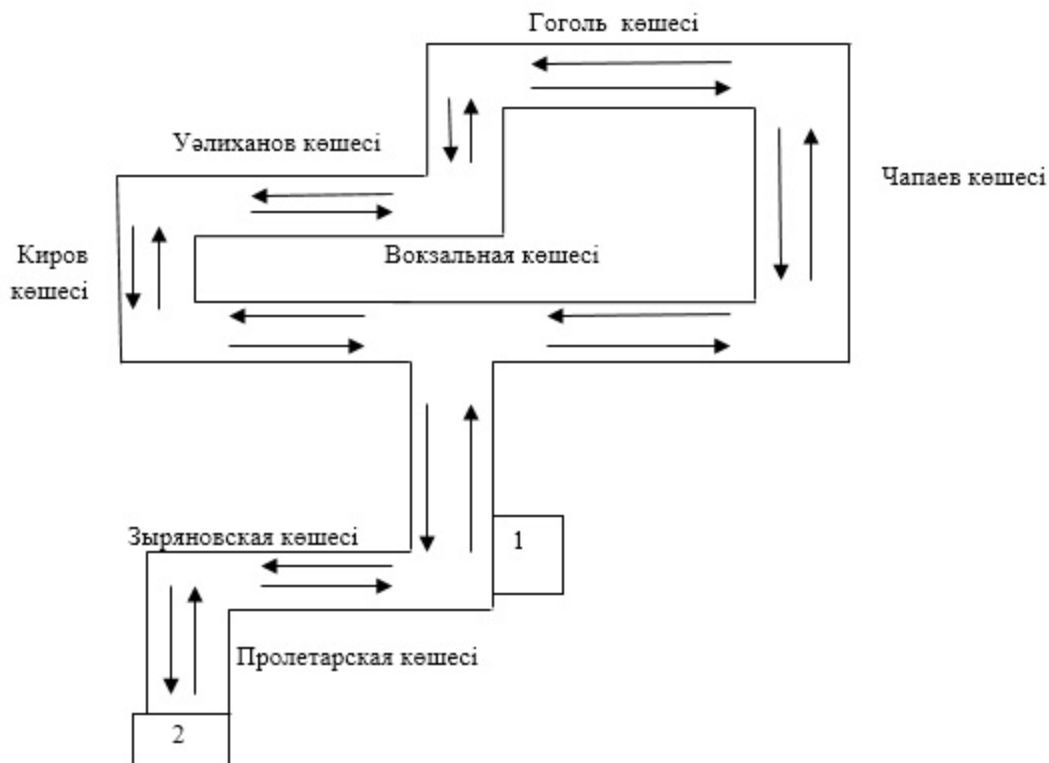 Гоголь көшесі
Уәлиханов көшесі
Чапаев көшесі
Киров
көшесі
Вокзальная көшесі
Зыряновская көшесі
1
Пролетарская көшесі
2